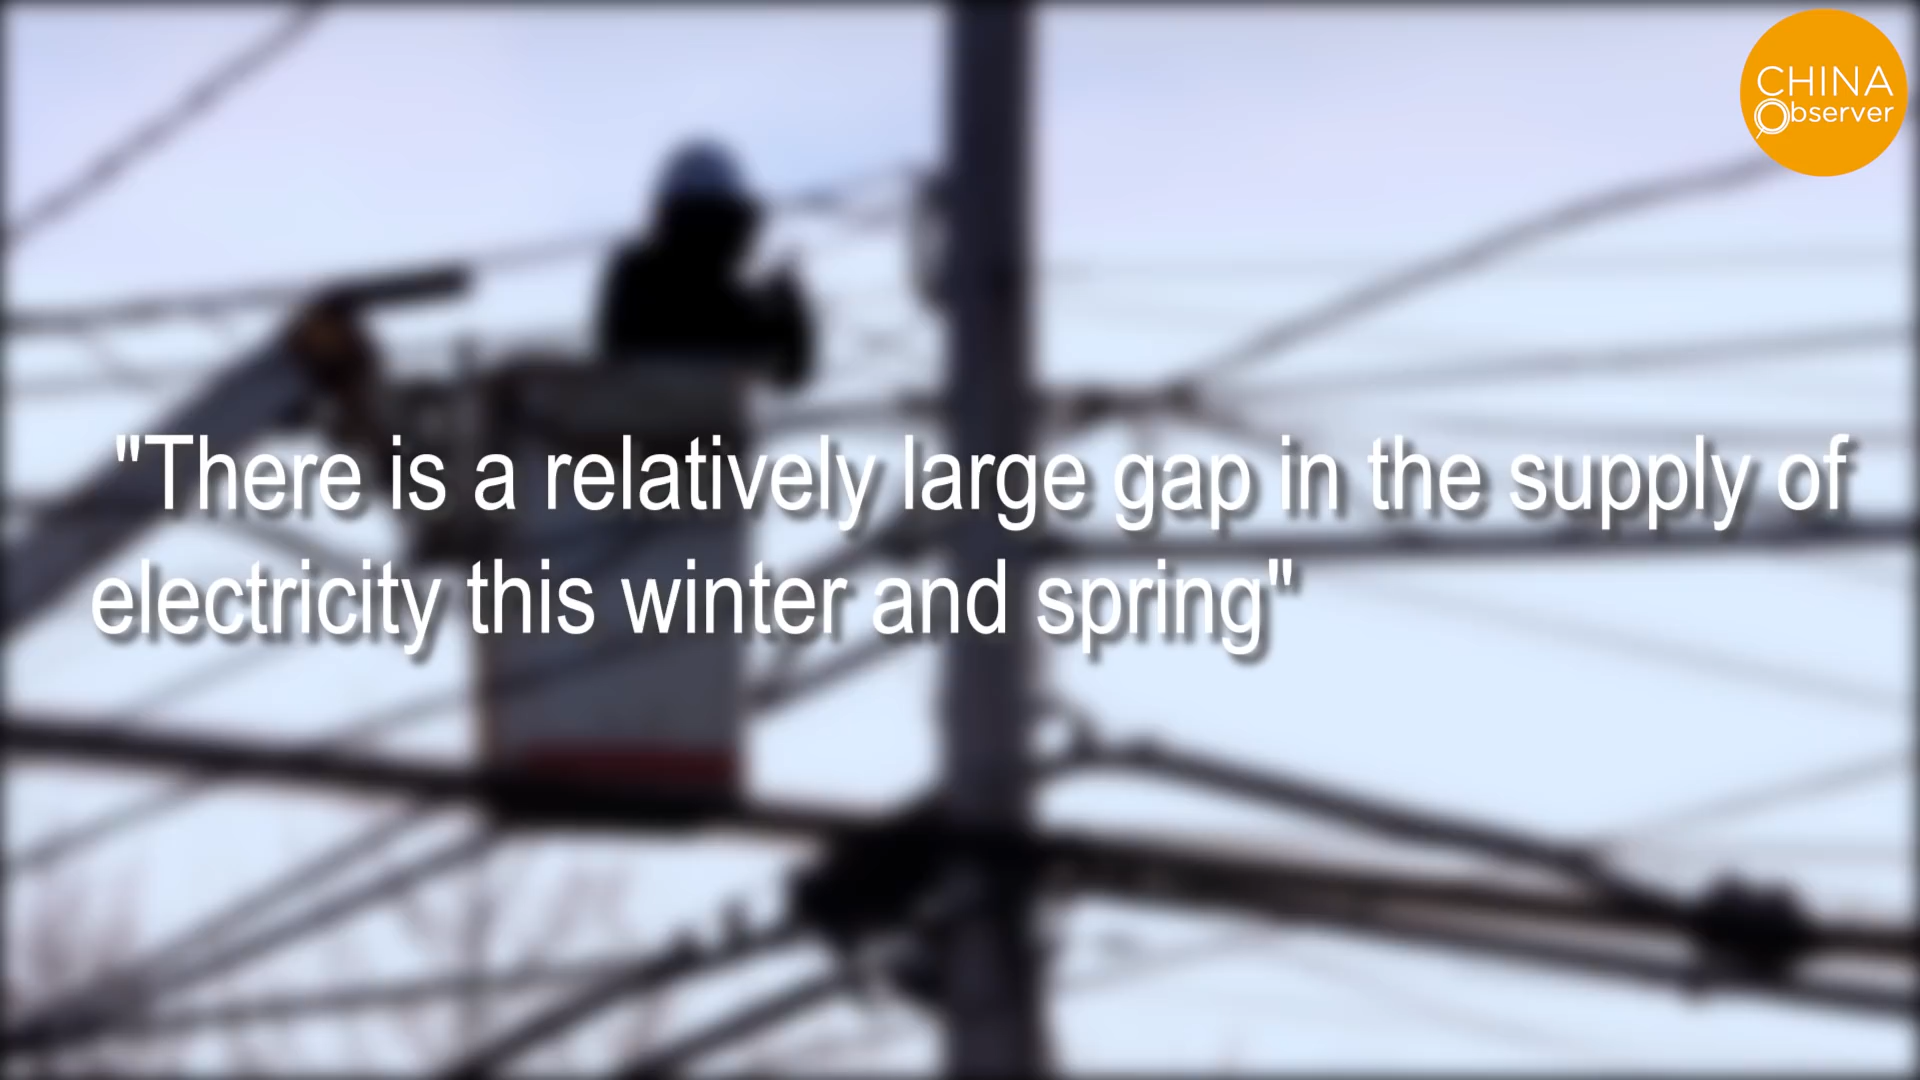 CHINA
Observer
"There is a relatively large gap in the supply of
electricity this winter and spring"